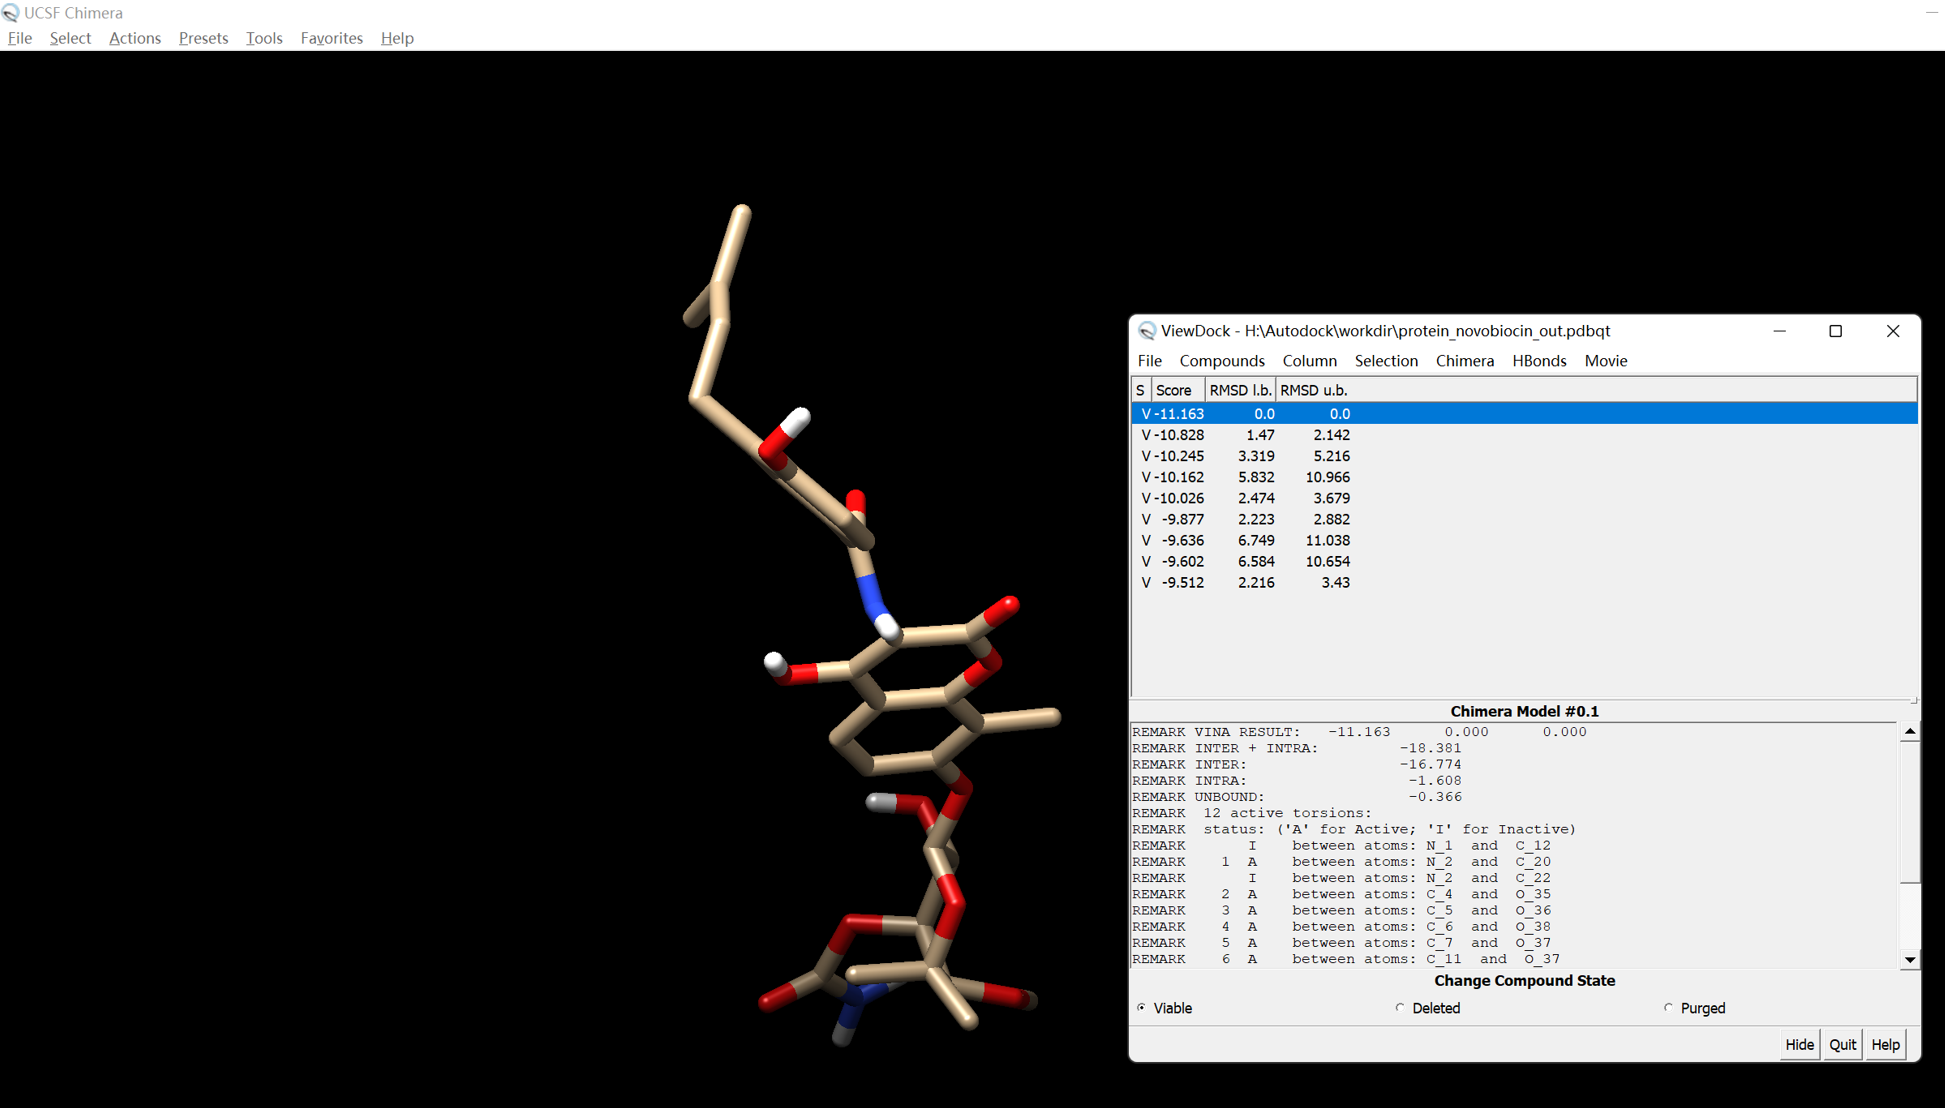 UCSF Chimera
File Select Actions Presets Tools Favorites Help
ViewDock - H:\Autodock\workdir\protein_novobiocin_out.pdbqt
File Compounds Column Selection Chimera HBonds Movie
S Score RMSD l.b. RMSD u.b.
V -11.163 0.0 0.0
V -10.828 1.47 2.142
V -10.245 3.319 5.216
V -10.162 5.832 10.966
V -10.026 2.474 3.679
V -9.877 2.223 2.882
V -9.636 6.749 11.038
V -9.602 6.584 10.654
V -9.512 2.216 3.43
Chimera Model #0.1
REMARK VINA RESULT: -11.163 0.000 0.000
REMARK INTER + INTRA: -18.381
REMARK INTER: -16.774
REMARK INTRA: -1.608
REMARK UNBOUND: -0.366
REMARK 12 active torsions:
REMARK status: ('A' for Active; 'I' for Inactive)
REMARK I between atoms: N_1 and C_12
REMARK 1 A between atoms: N_2 and C_20
REMARK I between atoms: N_2 and C_22
REMARK 2 A between atoms: C_4 and O_35
REMARK 3 A between atoms: C_5 and O_36
REMARK 4 A between atoms: C_6 and O_38
REMARK 5 A between atoms: C_7 and O_37
REMARK 6 A between atoms: C_11 and O_37
Change Compound State
Viable Deleted Purged
Hide Quit Help